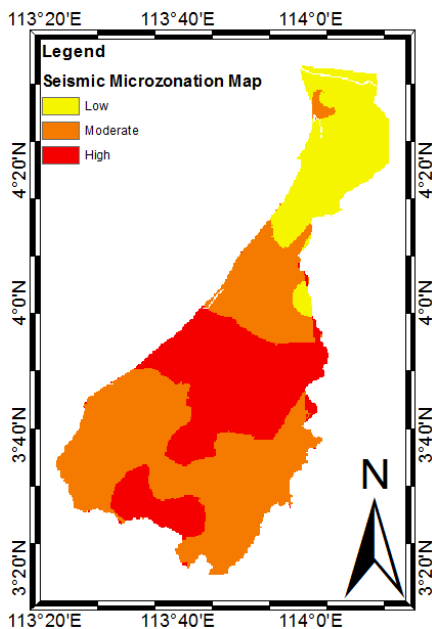 113°20'E 113°40'E 114°0'E
Legend
Seismic Microzonation Map
Low
Moderate
High
4°20'N
4°20'N
4°0'N
4°0'N
3°40'N
3°40'N
3°20'N
3°20'N
N
113°20'E 113°40'E 114°0'E